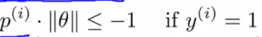 p⁽ⁱ⁾ · ‖θ‖ ≤ −1 if y⁽ⁱ⁾ = 1